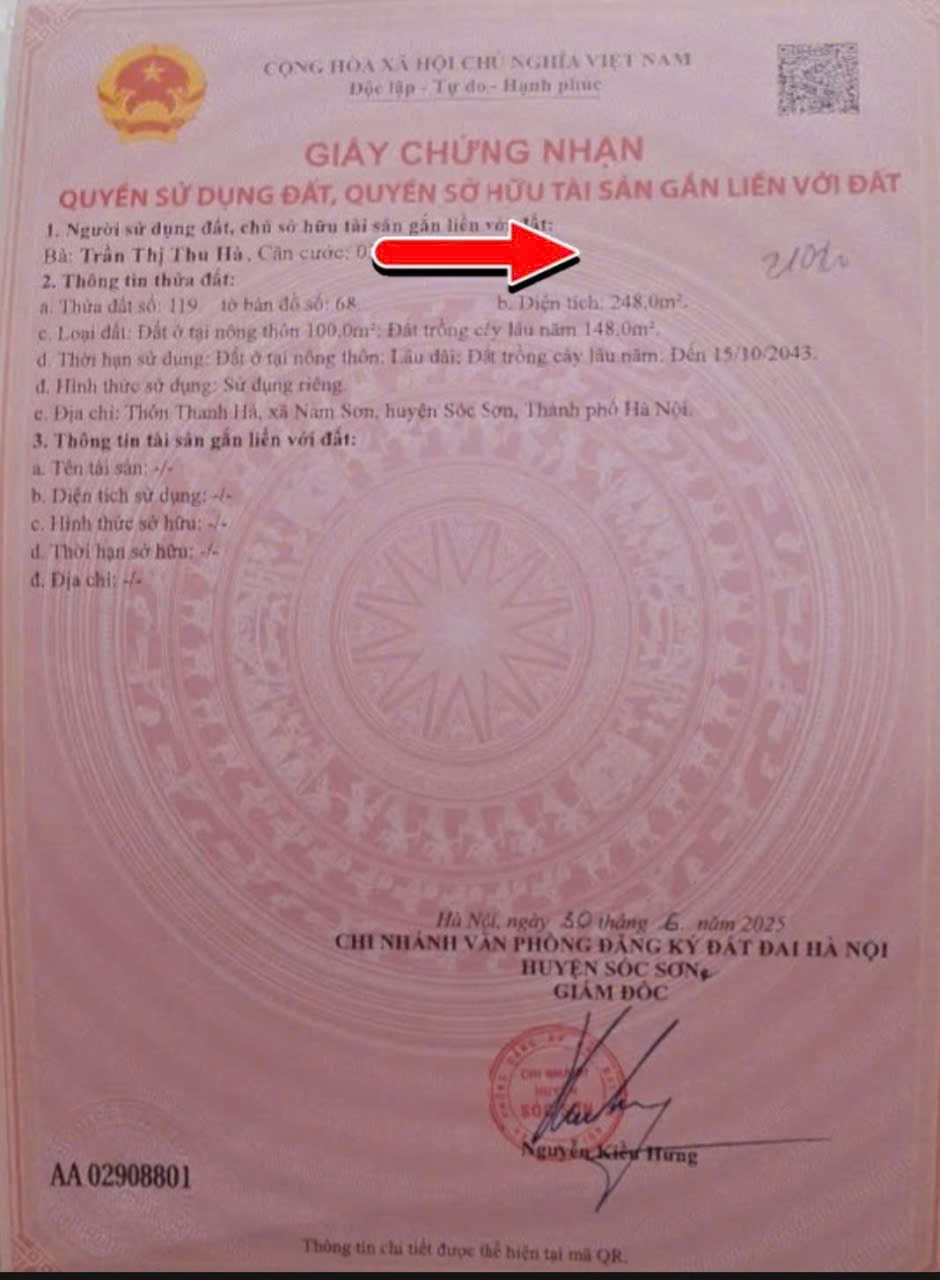 CỘNG HÒA XÃ HỘI CHỦ NGHĨA VIỆT NAM
Độc lập - Tự do - Hạnh phúc
GIẤY CHỨNG NHẬN
QUYỀN SỬ DỤNG ĐẤT, QUYỀN SỞ HỮU TÀI SẢN GẮN LIỀN VỚI ĐẤT
1. Người sử dụng đất, chủ sở hữu tài sản gắn liền với đất:
Bà: Trần Thị Thu Hà, Căn cước: 0
2. Thông tin thửa đất:
a. Thửa đất số: 119 tờ bản đồ số: 68. b. Diện tích: 248,0m².
c. Loại đất: Đất ở tại nông thôn 100,0m²; Đất trồng cây lâu năm 148,0m².
d. Thời hạn sử dụng: Đất ở tại nông thôn: Lâu dài; Đất trồng cây lâu năm: Đến 15/10/2043.
đ. Hình thức sử dụng: Sử dụng riêng.
e. Địa chỉ: Thôn Thanh Hà, xã Nam Sơn, huyện Sóc Sơn, Thành phố Hà Nội.
3. Thông tin tài sản gắn liền với đất:
a. Tên tài sản: -/-
b. Diện tích sử dụng: -/-
c. Hình thức sở hữu: -/-
d. Thời hạn sở hữu: -/-
đ. Địa chỉ: -/-
Hà Nội, ngày 30 tháng 6 năm 2025
CHI NHÁNH VĂN PHÒNG ĐĂNG KÝ ĐẤT ĐAI HÀ NỘI
HUYỆN SÓC SƠN
GIÁM ĐỐC
CHI NHÁNH
HUYỆN
SÓC SƠN
Nguyễn Kiều Hưng
AA 02908801
Thông tin chi tiết được thể hiện tại mã QR.